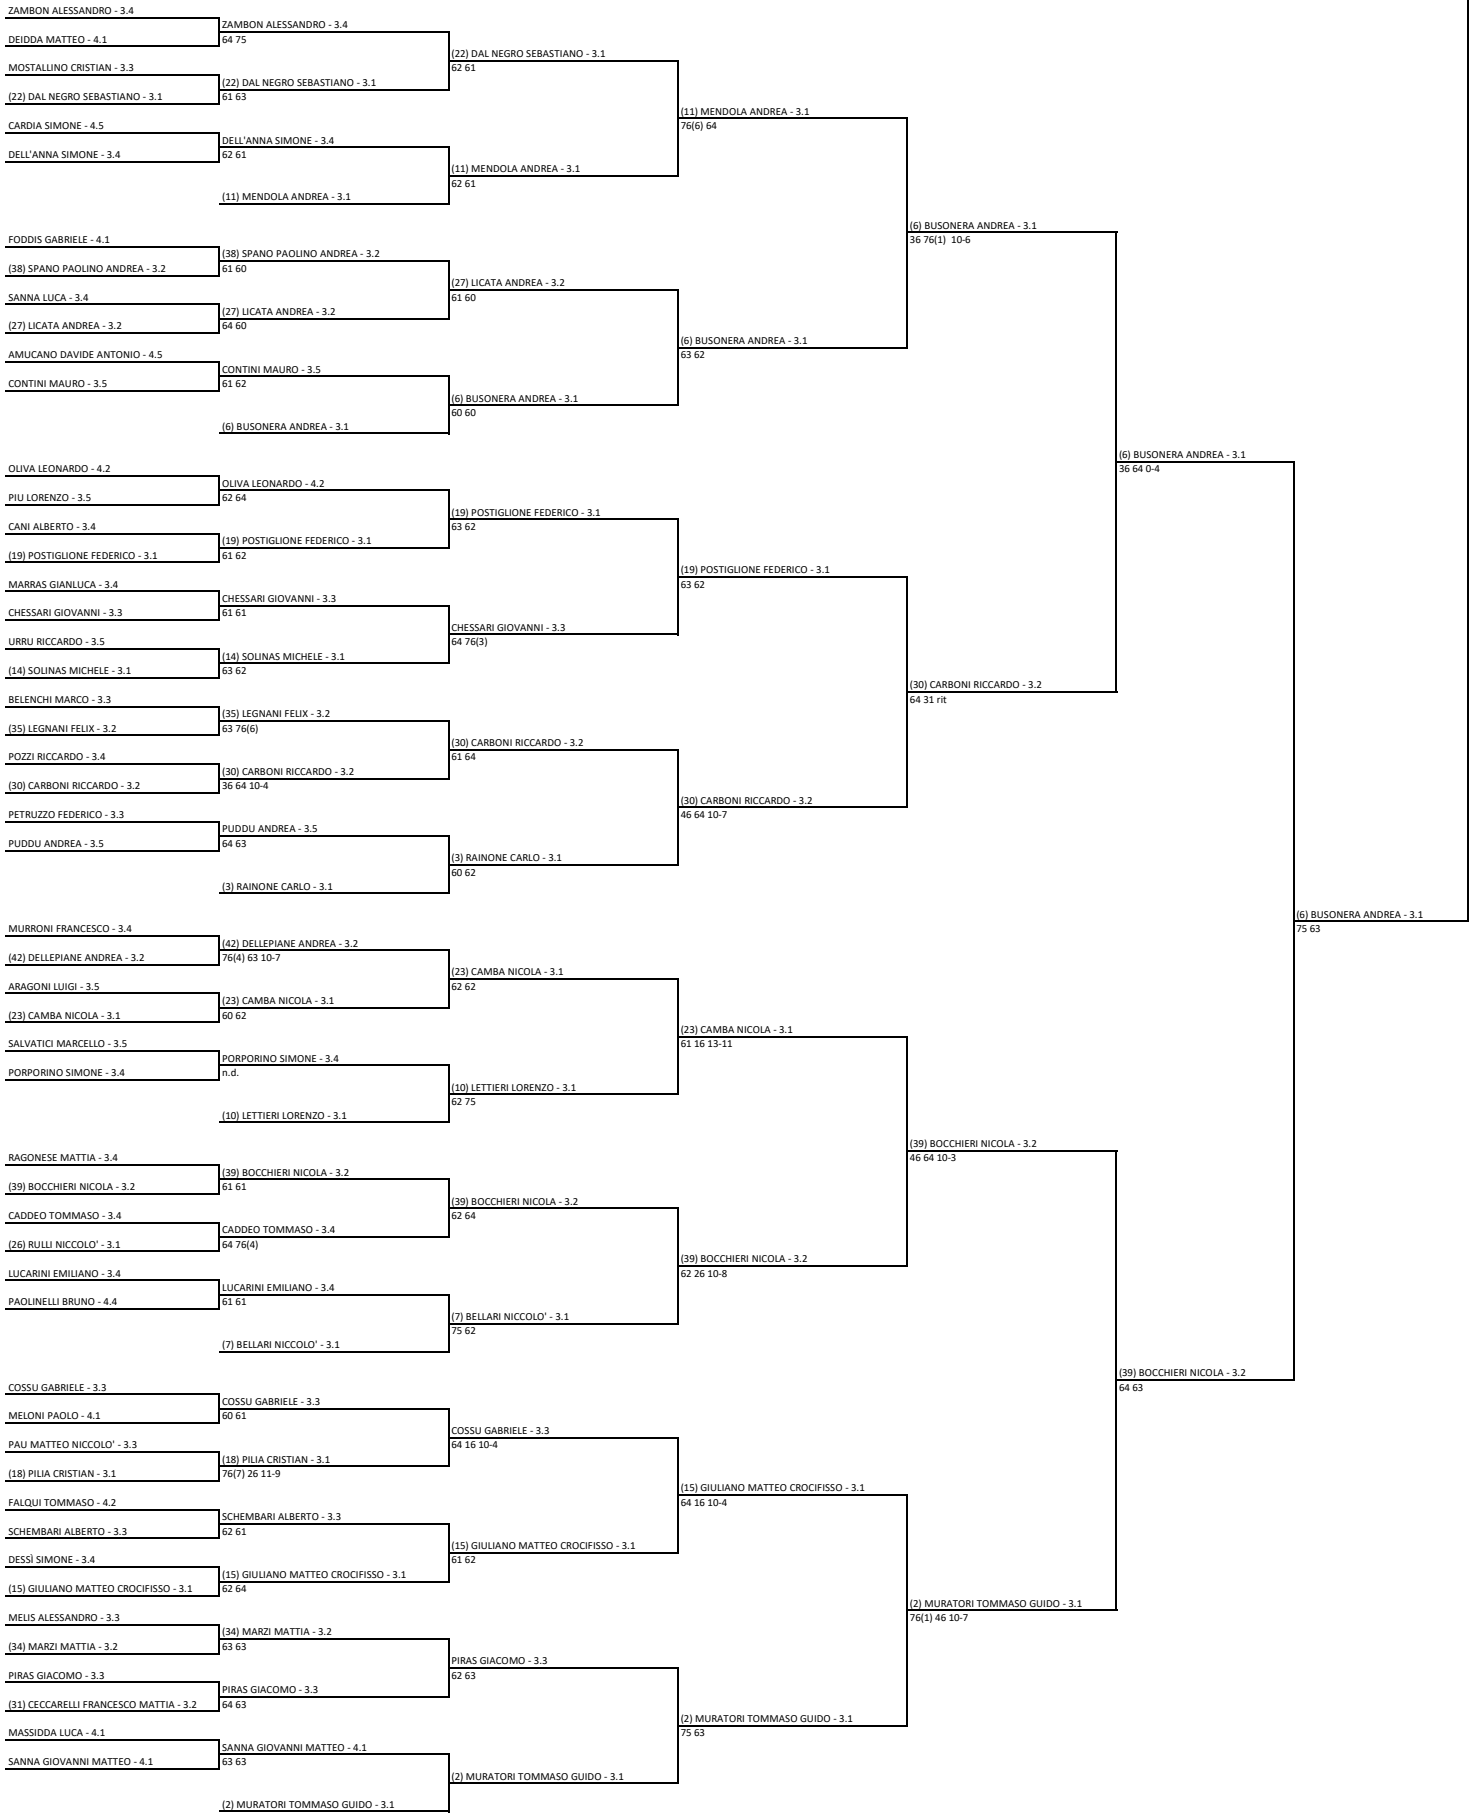 ZAMBON ALESSANDRO - 3.4
DEIDDA MATTEO - 4.1
MOSTALLINO CRISTIAN - 3.3
(22) DAL NEGRO SEBASTIANO - 3.1
CARDIA SIMONE - 4.5
DELL'ANNA SIMONE - 3.4
FODDIS GABRIELE - 4.1
(38) SPANO PAOLINO ANDREA - 3.2
SANNA LUCA - 3.4
(27) LICATA ANDREA - 3.2
AMUCANO DAVIDE ANTONIO - 4.5
CONTINI MAURO - 3.5
OLIVA LEONARDO - 4.2
PIU LORENZO - 3.5
CANI ALBERTO - 3.4
(19) POSTIGLIONE FEDERICO - 3.1
MARRAS GIANLUCA - 3.4
CHESSARI GIOVANNI - 3.3
URRU RICCARDO - 3.5
(14) SOLINAS MICHELE - 3.1
BELENCHI MARCO - 3.3
(35) LEGNANI FELIX - 3.2
POZZI RICCARDO - 3.4
(30) CARBONI RICCARDO - 3.2
PETRUZZO FEDERICO - 3.3
PUDDU ANDREA - 3.5
MURRONI FRANCESCO - 3.4
(42) DELLEPIANE ANDREA - 3.2
ARAGONI LUIGI - 3.5
(23) CAMBA NICOLA - 3.1
SALVATICI MARCELLO - 3.5
PORPORINO SIMONE - 3.4
RAGONESE MATTIA - 3.4
(39) BOCCHIERI NICOLA - 3.2
CADDEO TOMMASO - 3.4
(26) RULLI NICCOLO' - 3.1
LUCARINI EMILIANO - 3.4
PAOLINELLI BRUNO - 4.4
COSSU GABRIELE - 3.3
MELONI PAOLO - 4.1
PAU MATTEO NICCOLO' - 3.3
(18) PILIA CRISTIAN - 3.1
FALQUI TOMMASO - 4.2
SCHEMBARI ALBERTO - 3.3
DESSÌ SIMONE - 3.4
(15) GIULIANO MATTEO CROCIFISSO - 3.1
MELIS ALESSANDRO - 3.3
(34) MARZI MATTIA - 3.2
PIRAS GIACOMO - 3.3
(31) CECCARELLI FRANCESCO MATTIA - 3.2
MASSIDDA LUCA - 4.1
SANNA GIOVANNI MATTEO - 4.1
ZAMBON ALESSANDRO - 3.4
64 75
(22) DAL NEGRO SEBASTIANO - 3.1
61 63
DELL'ANNA SIMONE - 3.4
62 61
(11) MENDOLA ANDREA - 3.1
(38) SPANO PAOLINO ANDREA - 3.2
61 60
(27) LICATA ANDREA - 3.2
64 60
CONTINI MAURO - 3.5
61 62
(6) BUSONERA ANDREA - 3.1
OLIVA LEONARDO - 4.2
62 64
(19) POSTIGLIONE FEDERICO - 3.1
61 62
CHESSARI GIOVANNI - 3.3
61 61
(14) SOLINAS MICHELE - 3.1
63 62
(35) LEGNANI FELIX - 3.2
63 76(6)
(30) CARBONI RICCARDO - 3.2
36 64 10-4
PUDDU ANDREA - 3.5
64 63
(3) RAINONE CARLO - 3.1
(42) DELLEPIANE ANDREA - 3.2
76(4) 63 10-7
(23) CAMBA NICOLA - 3.1
60 62
PORPORINO SIMONE - 3.4
n.d.
(10) LETTIERI LORENZO - 3.1
(39) BOCCHIERI NICOLA - 3.2
61 61
CADDEO TOMMASO - 3.4
64 76(4)
LUCARINI EMILIANO - 3.4
61 61
(7) BELLARI NICCOLO' - 3.1
COSSU GABRIELE - 3.3
60 61
(18) PILIA CRISTIAN - 3.1
76(7) 26 11-9
SCHEMBARI ALBERTO - 3.3
62 61
(15) GIULIANO MATTEO CROCIFISSO - 3.1
62 64
(34) MARZI MATTIA - 3.2
63 63
PIRAS GIACOMO - 3.3
64 63
SANNA GIOVANNI MATTEO - 4.1
63 63
(2) MURATORI TOMMASO GUIDO - 3.1
(22) DAL NEGRO SEBASTIANO - 3.1
62 61
(11) MENDOLA ANDREA - 3.1
62 61
(27) LICATA ANDREA - 3.2
61 60
(6) BUSONERA ANDREA - 3.1
60 60
(19) POSTIGLIONE FEDERICO - 3.1
63 62
CHESSARI GIOVANNI - 3.3
64 76(3)
(30) CARBONI RICCARDO - 3.2
61 64
(3) RAINONE CARLO - 3.1
60 62
(23) CAMBA NICOLA - 3.1
62 62
(10) LETTIERI LORENZO - 3.1
62 75
(39) BOCCHIERI NICOLA - 3.2
62 64
(7) BELLARI NICCOLO' - 3.1
75 62
COSSU GABRIELE - 3.3
64 16 10-4
(15) GIULIANO MATTEO CROCIFISSO - 3.1
61 62
PIRAS GIACOMO - 3.3
62 63
(2) MURATORI TOMMASO GUIDO - 3.1
(11) MENDOLA ANDREA - 3.1
76(6) 64
(6) BUSONERA ANDREA - 3.1
63 62
(19) POSTIGLIONE FEDERICO - 3.1
63 62
(30) CARBONI RICCARDO - 3.2
46 64 10-7
(23) CAMBA NICOLA - 3.1
61 16 13-11
(39) BOCCHIERI NICOLA - 3.2
62 26 10-8
(15) GIULIANO MATTEO CROCIFISSO - 3.1
64 16 10-4
(2) MURATORI TOMMASO GUIDO - 3.1
75 63
(6) BUSONERA ANDREA - 3.1
36 76(1) 10-6
(30) CARBONI RICCARDO - 3.2
64 31 rit
(39) BOCCHIERI NICOLA - 3.2
46 64 10-3
(2) MURATORI TOMMASO GUIDO - 3.1
76(1) 46 10-7
(6) BUSONERA ANDREA - 3.1
36 64 0-4
(39) BOCCHIERI NICOLA - 3.2
64 63
(6) BUSONERA ANDREA - 3.1
75 63